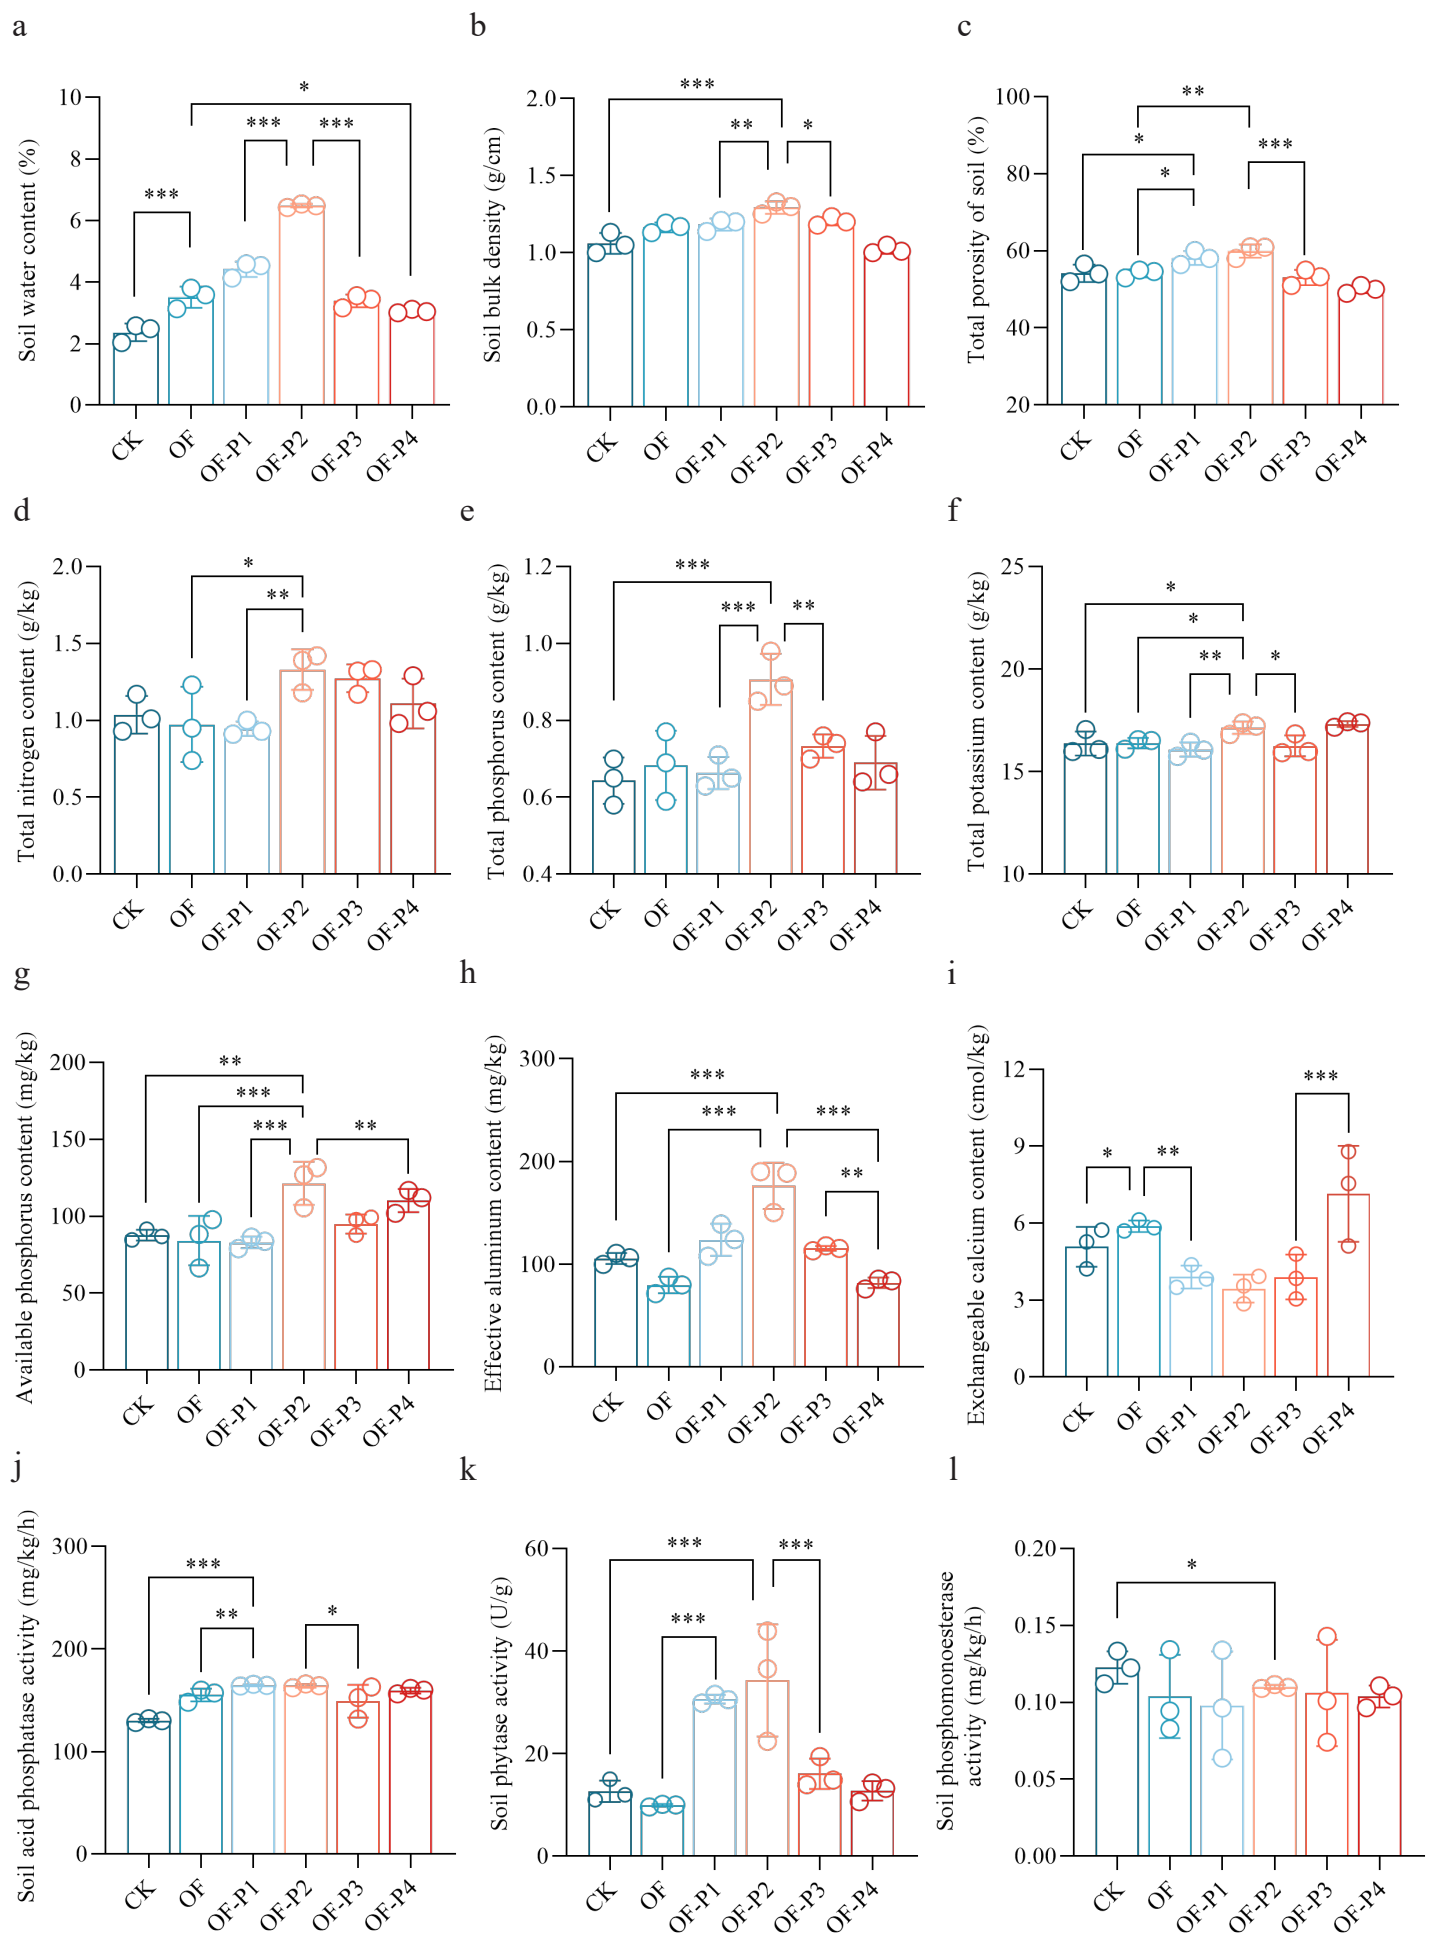 a
Soil water content (%)
10
8
6
4
2
0
***
***
***
*
CK
OF
OF-P1
OF-P2
OF-P3
OF-P4
b
Soil bulk density (g/cm)
2.0
1.5
1.0
0.5
0.0
***
**
*
CK
OF
OF-P1
OF-P2
OF-P3
OF-P4
c
Total porosity of soil (%)
100
80
60
40
20
**
*
*
***
CK
OF
OF-P1
OF-P2
OF-P3
OF-P4
d
Total nitrogen content (g/kg)
2.0
1.5
1.0
0.5
0.0
*
**
CK
OF
OF-P1
OF-P2
OF-P3
OF-P4
e
Total phosphorus content (g/kg)
1.2
1.0
0.8
0.6
0.4
***
***
**
CK
OF
OF-P1
OF-P2
OF-P3
OF-P4
f
Total potassium content (g/kg)
25
20
15
10
*
*
**
*
CK
OF
OF-P1
OF-P2
OF-P3
OF-P4
g
Available phosphorus content (mg/kg)
200
150
100
50
0
**
***
***
**
CK
OF
OF-P1
OF-P2
OF-P3
OF-P4
h
Effective aluminum content (mg/kg)
300
200
100
0
***
***
***
**
CK
OF
OF-P1
OF-P2
OF-P3
OF-P4
i
Exchangeable calcium content (cmol/kg)
12
9
6
3
0
*
**
***
CK
OF
OF-P1
OF-P2
OF-P3
OF-P4
j
Soil acid phosphatase activity (mg/kg/h)
300
200
100
0
***
**
*
CK
OF
OF-P1
OF-P2
OF-P3
OF-P4
k
Soil phytase activity (U/g)
60
40
20
0
***
***
***
CK
OF
OF-P1
OF-P2
OF-P3
OF-P4
l
Soil phosphomonoesterase
activity (mg/kg/h)
0.20
0.15
0.10
0.05
0.00
*
CK
OF
OF-P1
OF-P2
OF-P3
OF-P4